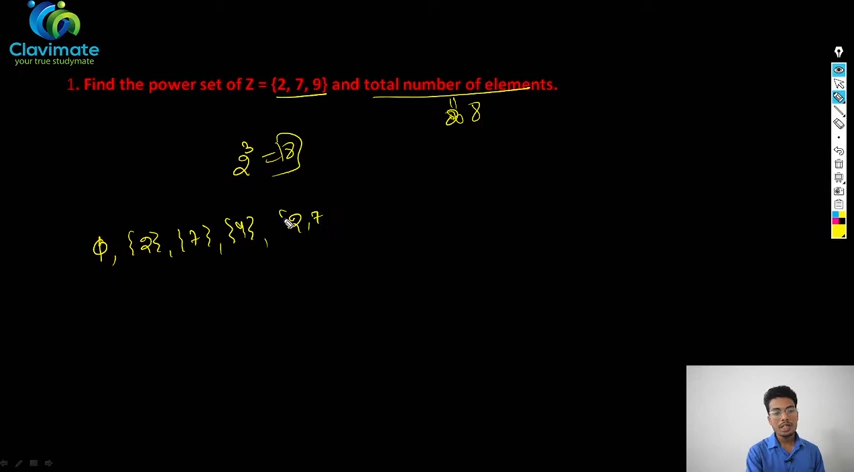 Clavimate
your true studymate
1. Find the power set of Z = {2, 7, 9} and total number of elements.
8
2³ = 8
ϕ, {2}, {7}, {9}, {2, 7